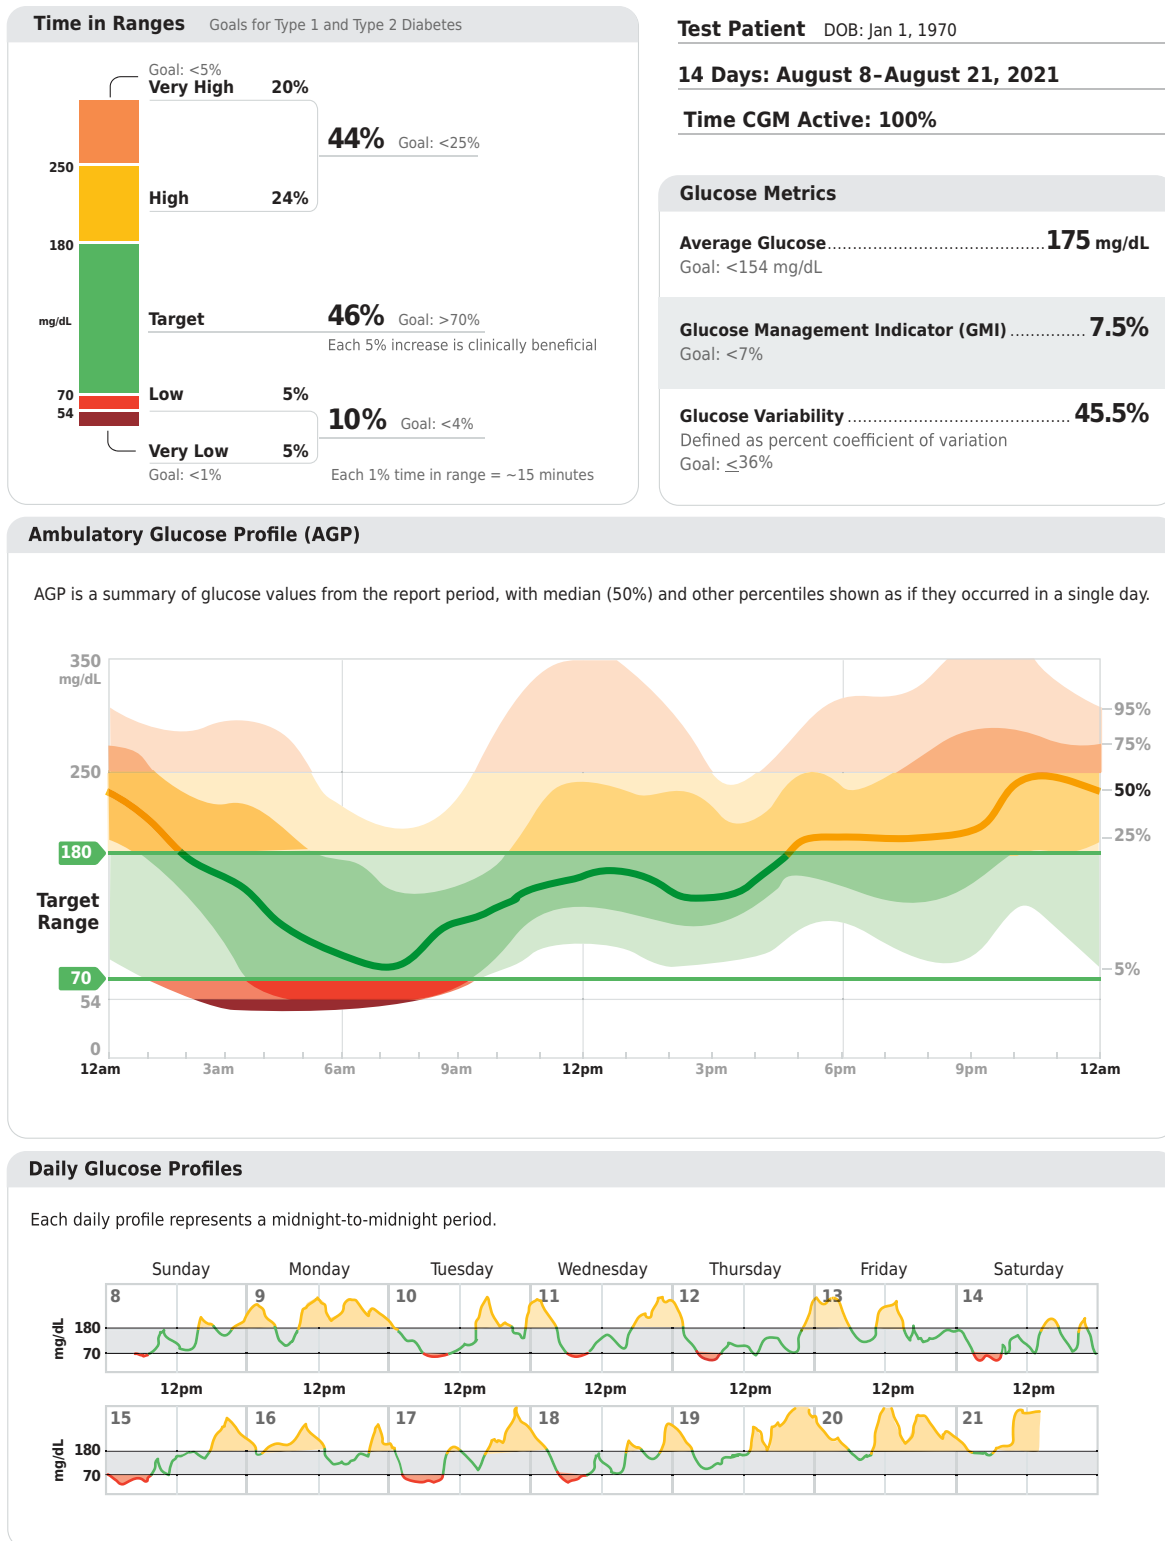 Time in Ranges Goals for Type 1 and Type 2 Diabetes
Goal: <5%
Very High 20%
44% Goal: <25%
250
High 24%
180
mg/dL
Target 46% Goal: >70%
Each 5% increase is clinically beneficial
70
Low 5%
54
10% Goal: <4%
Very Low 5%
Goal: <1%
Each 1% time in range = ~15 minutes
Test Patient DOB: Jan 1, 1970
14 Days: August 8–August 21, 2021
Time CGM Active: 100%
Glucose Metrics
Average Glucose...........................................175 mg/dL
Goal: <154 mg/dL
Glucose Management Indicator (GMI)...............7.5%
Goal: <7%
Glucose Variability............................................45.5%
Defined as percent coefficient of variation
Goal: ≤36%
Ambulatory Glucose Profile (AGP)
AGP is a summary of glucose values from the report period, with median (50%) and other percentiles shown as if they occurred in a single day.
350
mg/dL
95%
75%
250
50%
25%
180
Target
Range
70
5%
54
0
12am 3am 6am 9am 12pm 3pm 6pm 9pm 12am
Daily Glucose Profiles
Each daily profile represents a midnight-to-midnight period.
Sunday Monday Tuesday Wednesday Thursday Friday Saturday
8 9 10 11 12 13 14
mg/dL
180
70
12pm 12pm 12pm 12pm 12pm 12pm 12pm
15 16 17 18 19 20 21
mg/dL
180
70